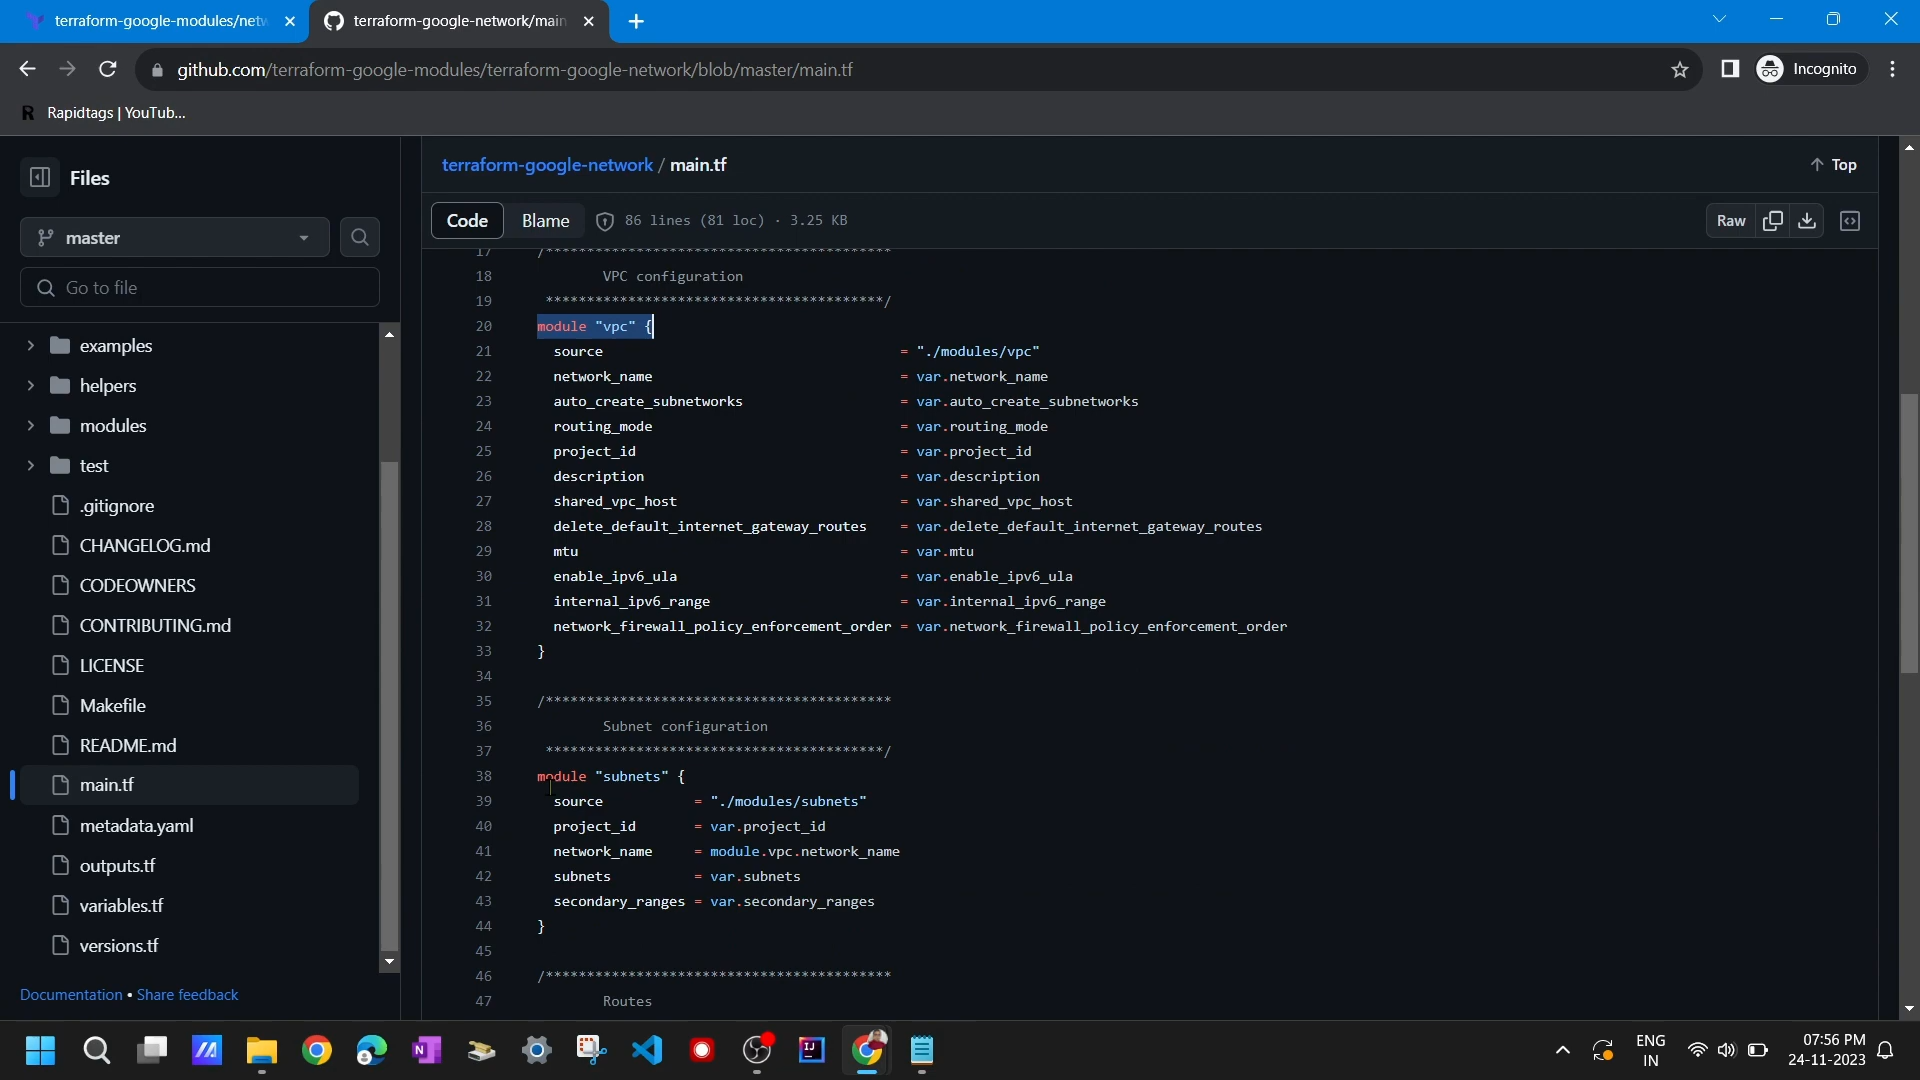 terraform-google-modules/netw
terraform-google-network/main
github.com/terraform-google-modules/terraform-google-network/blob/master/main.tf
Incognito
R Rapidtags | YouTub...
Files
master
Go to file
examples
helpers
modules
test
.gitignore
CHANGELOG.md
CODEOWNERS
CONTRIBUTING.md
LICENSE
Makefile
README.md
main.tf
metadata.yaml
outputs.tf
variables.tf
versions.tf
Documentation • Share feedback
terraform-google-network / main.tf
Top
Code Blame 86 lines (81 loc) · 3.25 KB
Raw
17 /******************************************
18 VPC configuration
19 *****************************************/
20 module "vpc" {
21 source = "./modules/vpc"
22 network_name = var.network_name
23 auto_create_subnetworks = var.auto_create_subnetworks
24 routing_mode = var.routing_mode
25 project_id = var.project_id
26 description = var.description
27 shared_vpc_host = var.shared_vpc_host
28 delete_default_internet_gateway_routes = var.delete_default_internet_gateway_routes
29 mtu = var.mtu
30 enable_ipv6_ula = var.enable_ipv6_ula
31 internal_ipv6_range = var.internal_ipv6_range
32 network_firewall_policy_enforcement_order = var.network_firewall_policy_enforcement_order
33 }
34
35 /******************************************
36 Subnet configuration
37 *****************************************/
38 module "subnets" {
39 source = "./modules/subnets"
40 project_id = var.project_id
41 network_name = module.vpc.network_name
42 subnets = var.subnets
43 secondary_ranges = var.secondary_ranges
44 }
45
46 /******************************************
47 Routes
ENG
IN
07:56 PM
24-11-2023